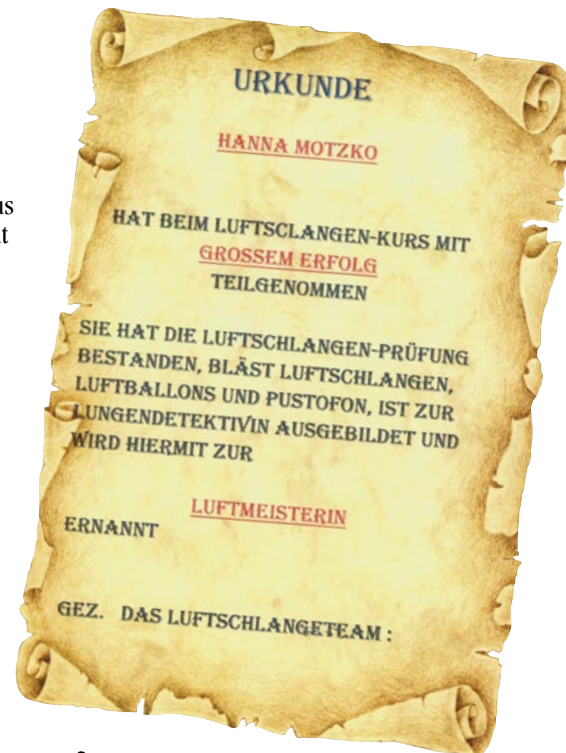 us
t
URKUNDE
HANNA MOTZKO
HAT BEIM LUFTSCLANGEN-KURS MIT
GROSSEM ERFOLG
TEILGENOMMEN
SIE HAT DIE LUFTSCHLANGEN-PRÜFUNG
BESTANDEN, BLÄST LUFTSCHLANGEN,
LUFTBALLONS UND PUSTOFON, IST ZUR
LUNGENDETEKTIVIN AUSGEBILDET UND
WIRD HIERMIT ZUR
LUFTMEISTERIN
ERNANNT
GEZ. DAS LUFTSCHLANGETEAM :